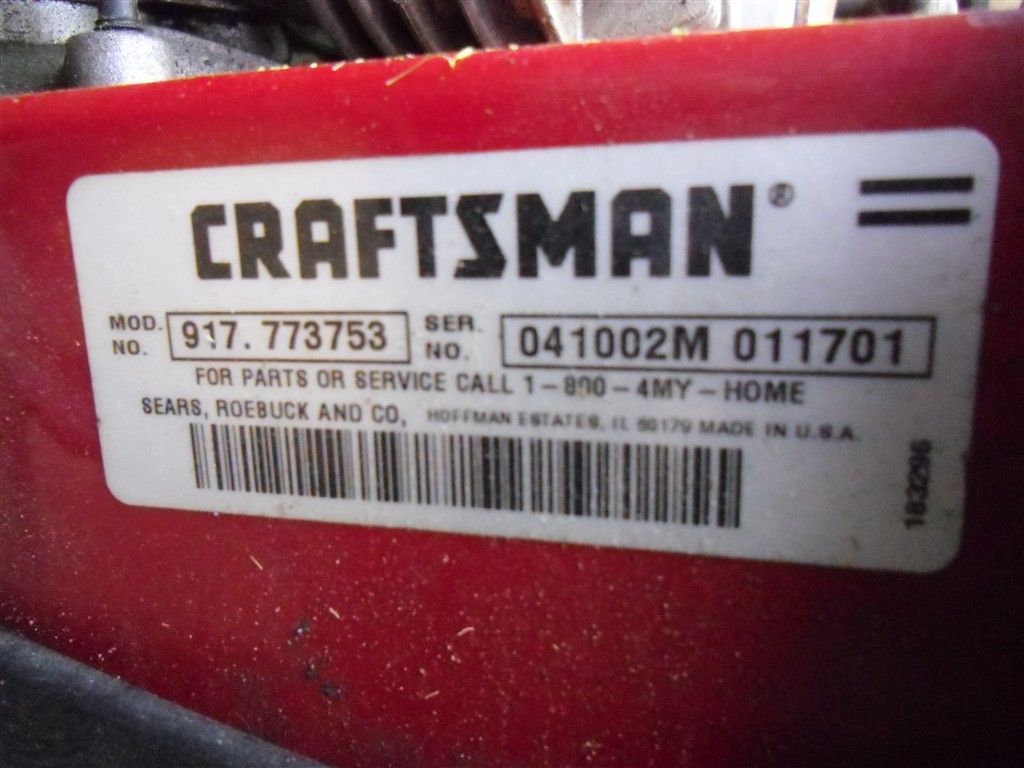 CRAFTSMAN®
MOD. NO. 917.773753 SER. NO. 041002M 011701
FOR PARTS OR SERVICE CALL 1-800-4MY-HOME
SEARS, ROEBUCK AND CO, HOFFMAN ESTATES, IL 60179 MADE IN U.S.A.
183296